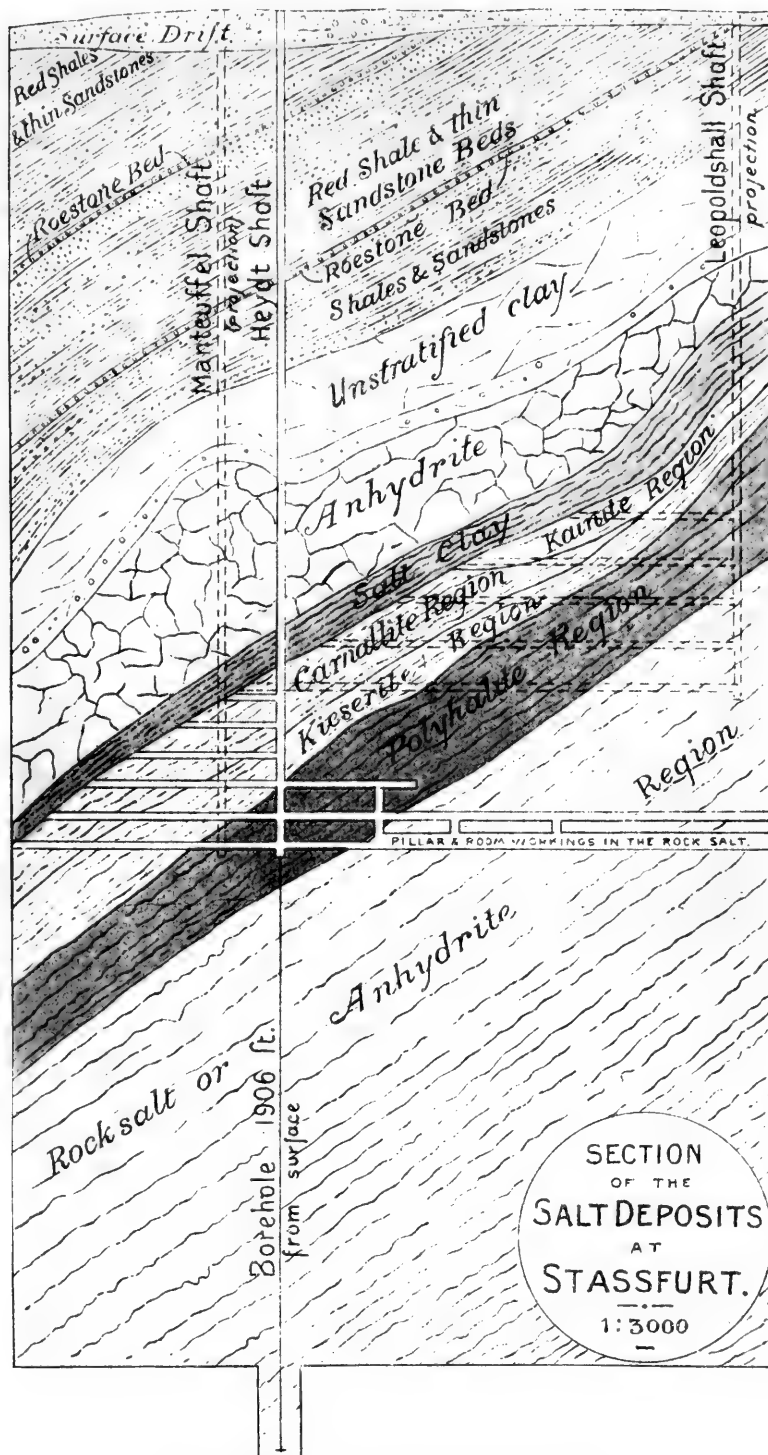 Surface Drift
Red Shales
& thin Sandstones
Roestone Bed
Manteuffel Shaft
(projection)
Heydt Shaft
Red Shale & thin
Sandstone Beds
Roestone Bed
Shales & Sandstones
Leopoldshall Shaft
projection
Unstratified clay
Anhydrite
Salt Clay
Kainite Region
Carnallite Region
Kieserite Region
Polyhalite Region
Region
PILLAR & ROOM WORKINGS IN THE ROCK SALT.
Anhydrite
Rocksalt or
Borehole 1906 ft.
from surface
SECTION
OF THE
SALT DEPOSITS
AT
STASSFURT.
1:3000